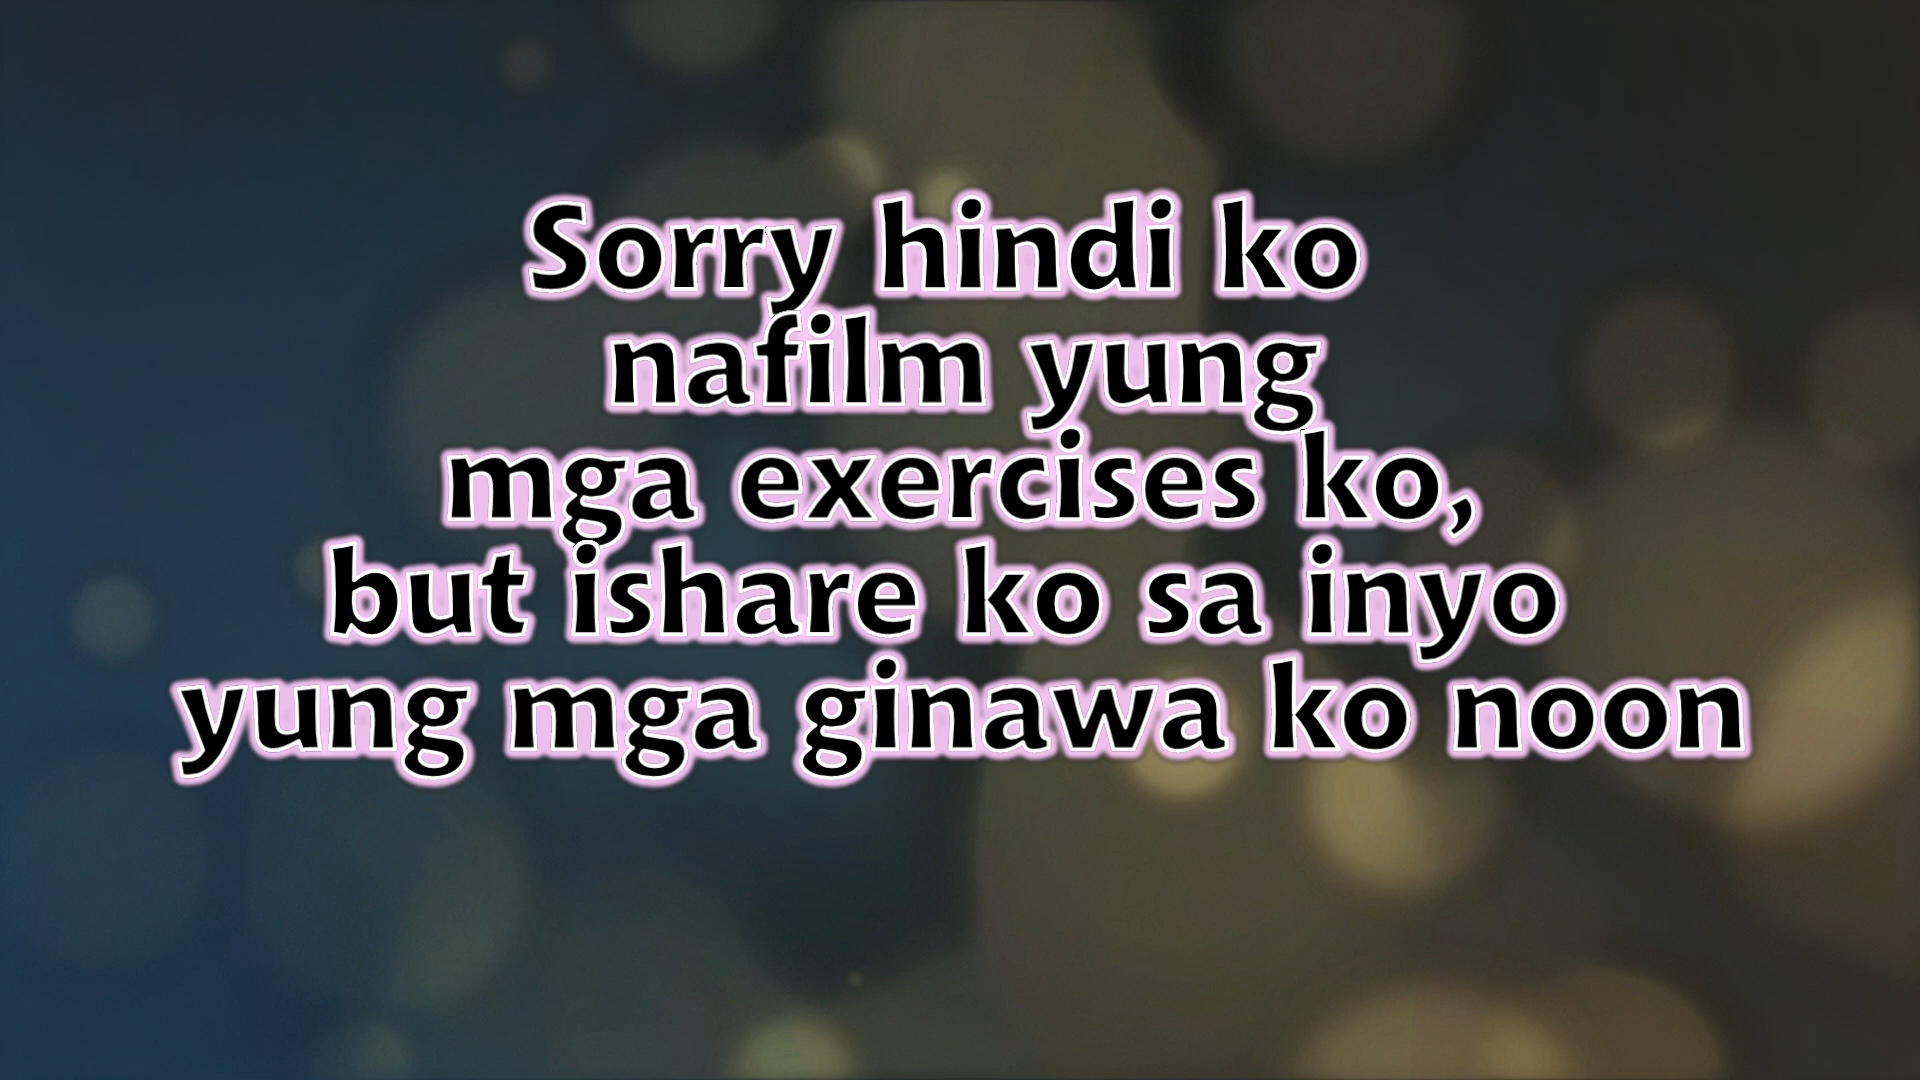 Sorry hindi ko
nafilm yung
mga exercises ko,
but ishare ko sa inyo
yung mga ginawa ko noon